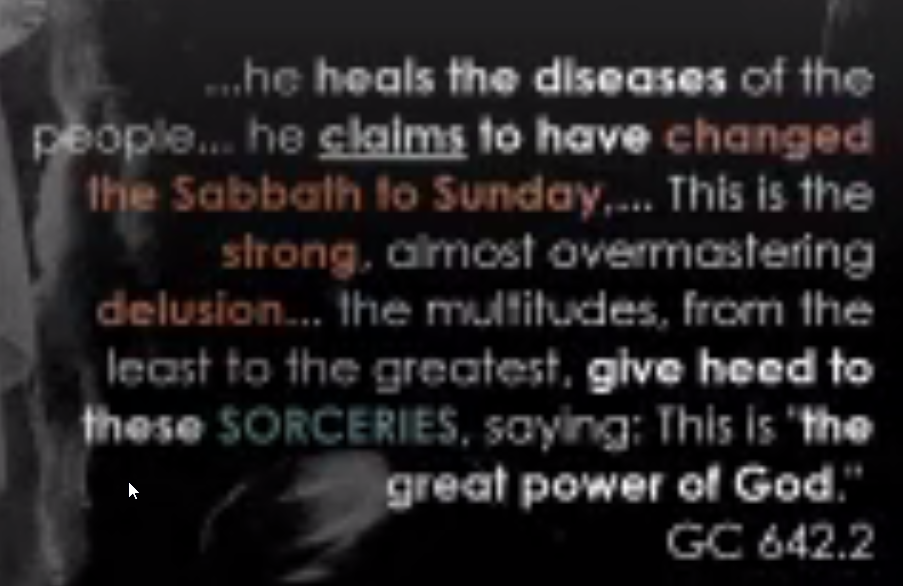 ...he heals the diseases of the
people... he claims to have changed
the Sabbath to Sunday,.... This is the
strong, almost overmastering
delusion... the multitudes, from the
least to the greatest, give heed to
these SORCERIES, saying: This is "the
great power of God."
GC 642.2